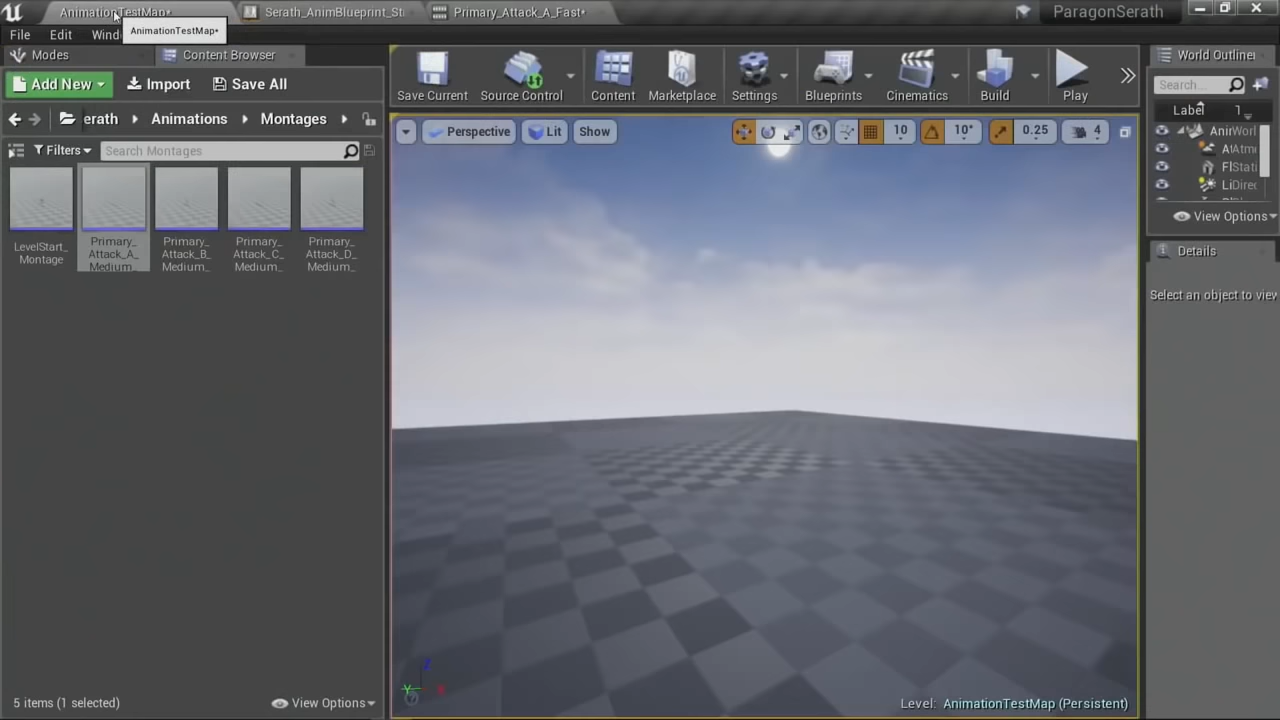 AnimationTestMap*
Serath_AnimBlueprint_St
Primary_Attack_A_Fast*
ParagonSerath
File
Edit
Wind
AnimationTestMap*
Modes
Content Browser
World Outliner
Add New
Import
Save All
Save Current
Source Control
Content
Marketplace
Settings
Blueprints
Cinematics
Build
Play
Search...
Label
erath
Animations
Montages
Filters
Search Montages
Perspective
Lit
Show
10
10°
0.25
4
AninWorl
AtAtm
FlStati
LiDirec
View Options
LevelStart_
Montage
Primary_
Attack_A_
Medium_
Primary_
Attack_B_
Medium_
Primary_
Attack_C_
Medium_
Primary_
Attack_D_
Medium_
Details
Select an object to view
Z
Y
X
5 items (1 selected)
View Options
Level: AnimationTestMap (Persistent)